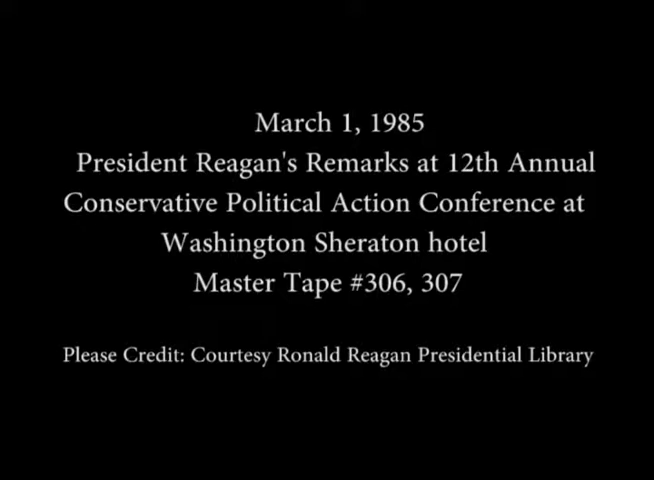 March 1, 1985
President Reagan's Remarks at 12th Annual
Conservative Political Action Conference at
Washington Sheraton hotel
Master Tape #306, 307
Please Credit: Courtesy Ronald Reagan Presidential Library